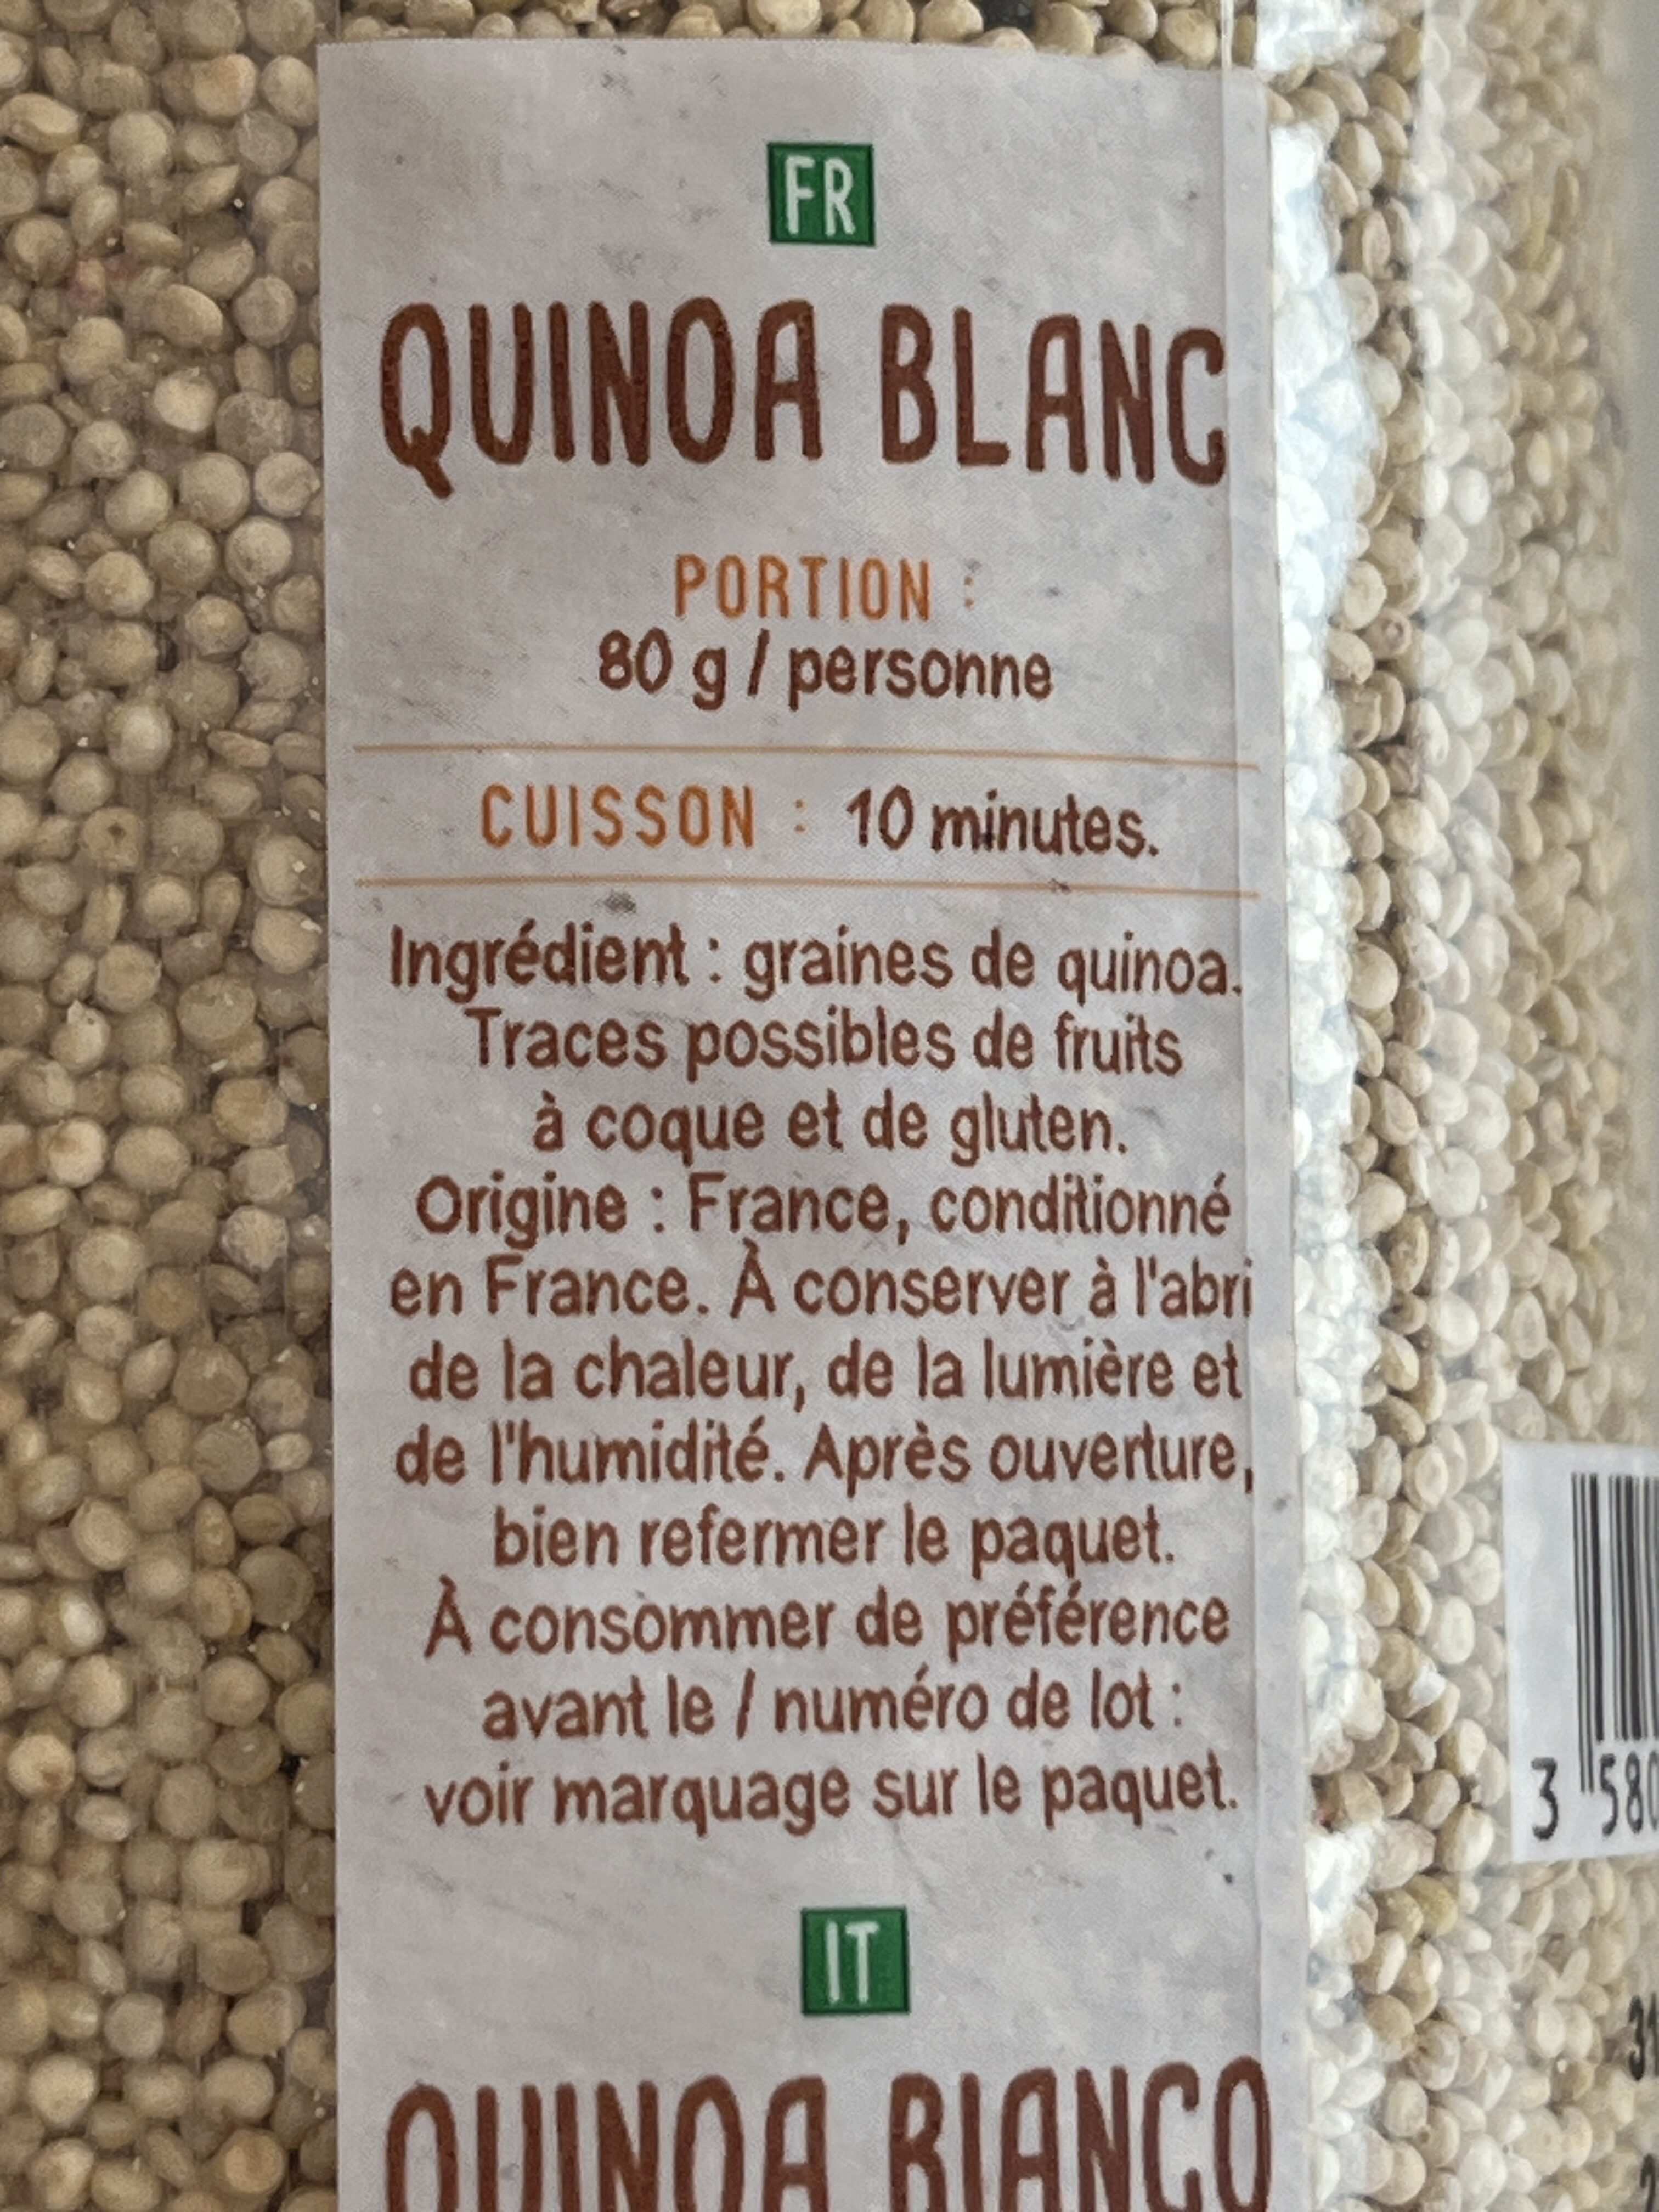 FR
QUINOA BLANC
PORTION :
80 g / personne
CUISSON : 10 minutes.
Ingrédient : graines de quinoa.
Traces possibles de fruits
à coque et de gluten.
Origine : France, conditionné
en France. À conserver à l'abri
de la chaleur, de la lumière et
de l'humidité. Après ouverture,
bien refermer le paquet.
À consommer de préférence
avant le / numéro de lot :
voir marquage sur le paquet.
IT
QUINOA BIANCO
3 580
31